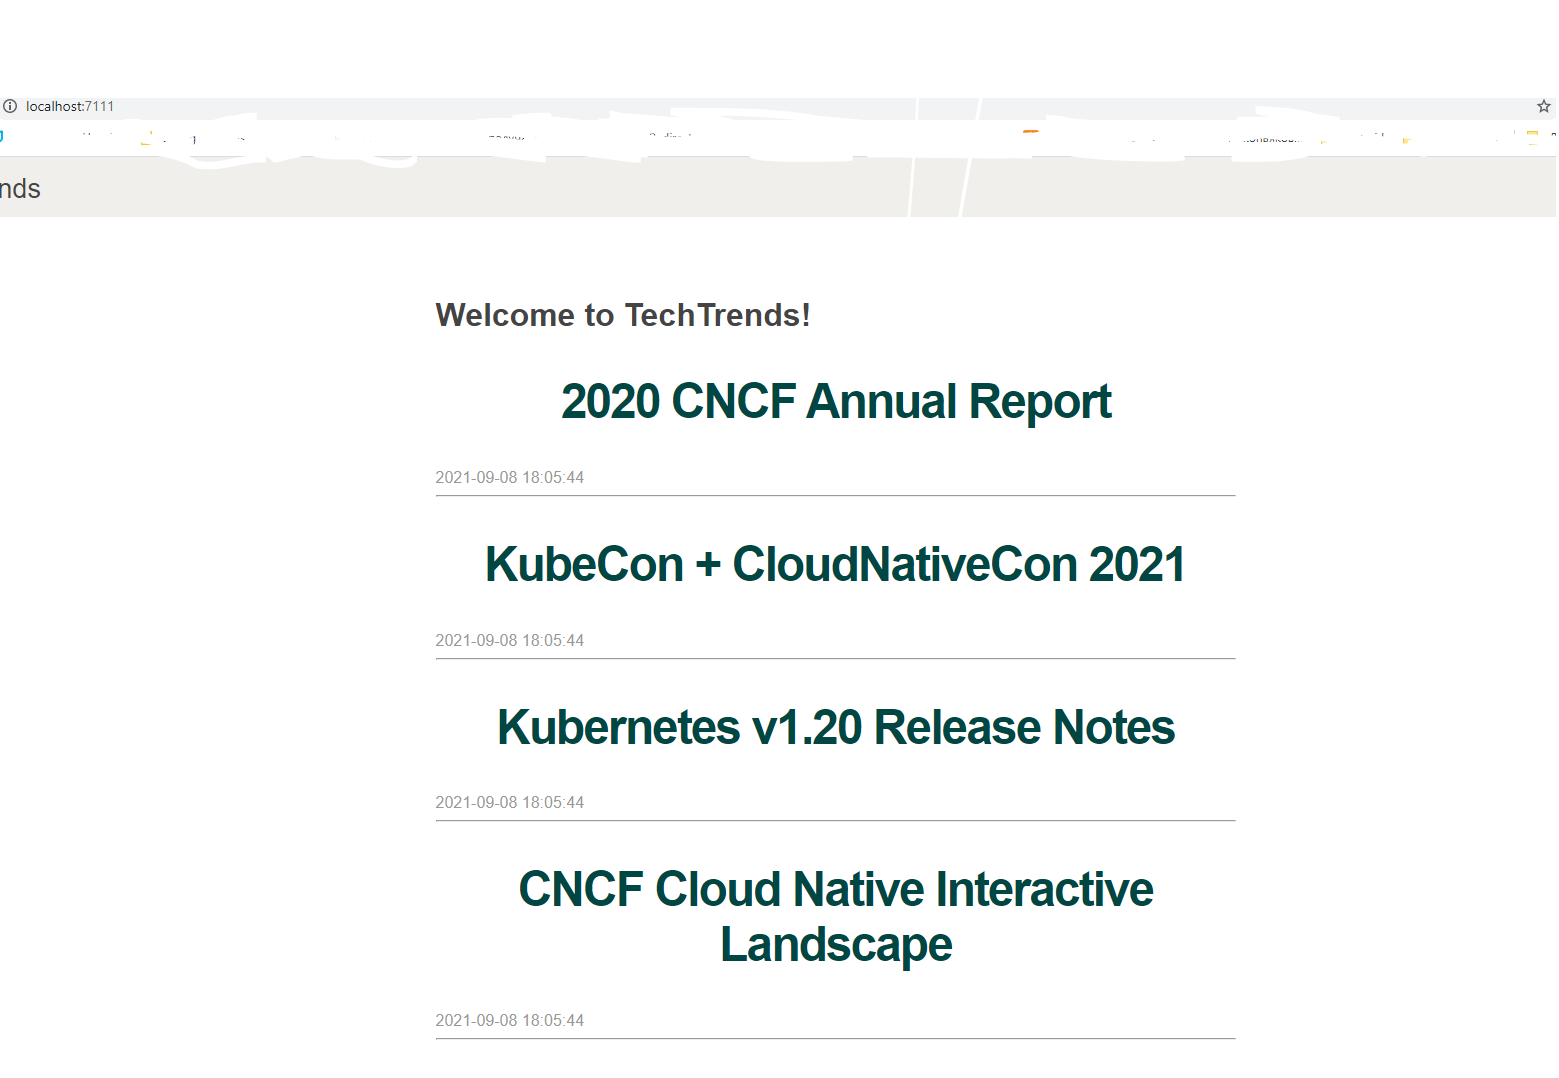 localhost:7111
nds
Welcome to TechTrends!
2020 CNCF Annual Report
2021-09-08 18:05:44
KubeCon + CloudNativeCon 2021
2021-09-08 18:05:44
Kubernetes v1.20 Release Notes
2021-09-08 18:05:44
CNCF Cloud Native Interactive
Landscape
2021-09-08 18:05:44